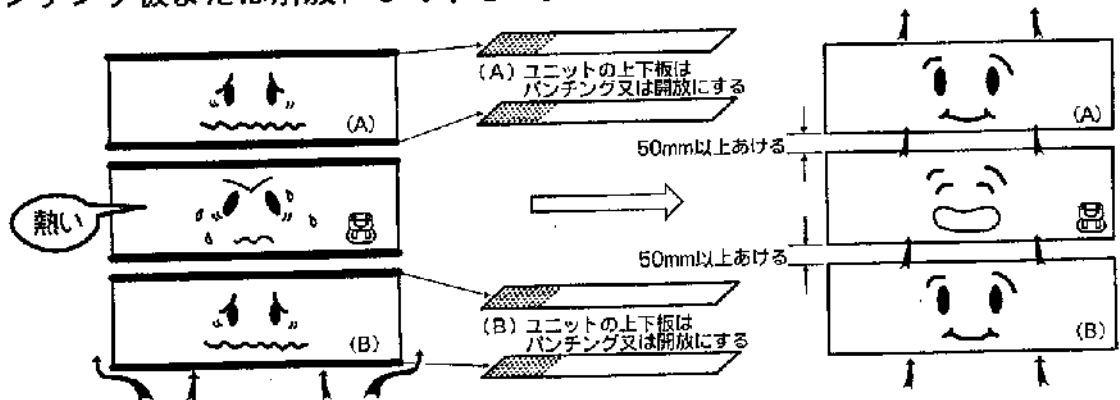 (A) ユニットの上下板は
パンチング又は開放にする
(A)
(A)
50mm以上あける
熱い
50mm以上あける
(B) ユニットの上下板は
パンチング又は開放にする
(B)
(B)